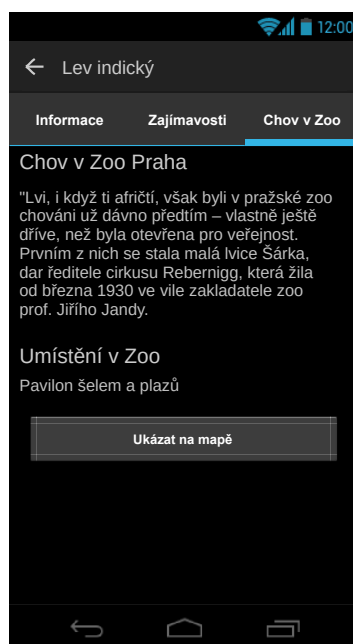 12:00
Lev indický
Informace Zajímavosti Chov v Zoo
Chov v Zoo Praha
"Lvi, i když ti afričtí, však byli v pražské zoo
chováni už dávno předtím – vlastně ještě
dříve, než byla otevřena pro veřejnost.
Prvním z nich se stala malá lvice Šárka,
dar ředitele cirkusu Rebernigg, která žila
od března 1930 ve vile zakladatele zoo
prof. Jiřího Jandy.
Umístění v Zoo
Pavilon šelem a plazů
Ukázat na mapě